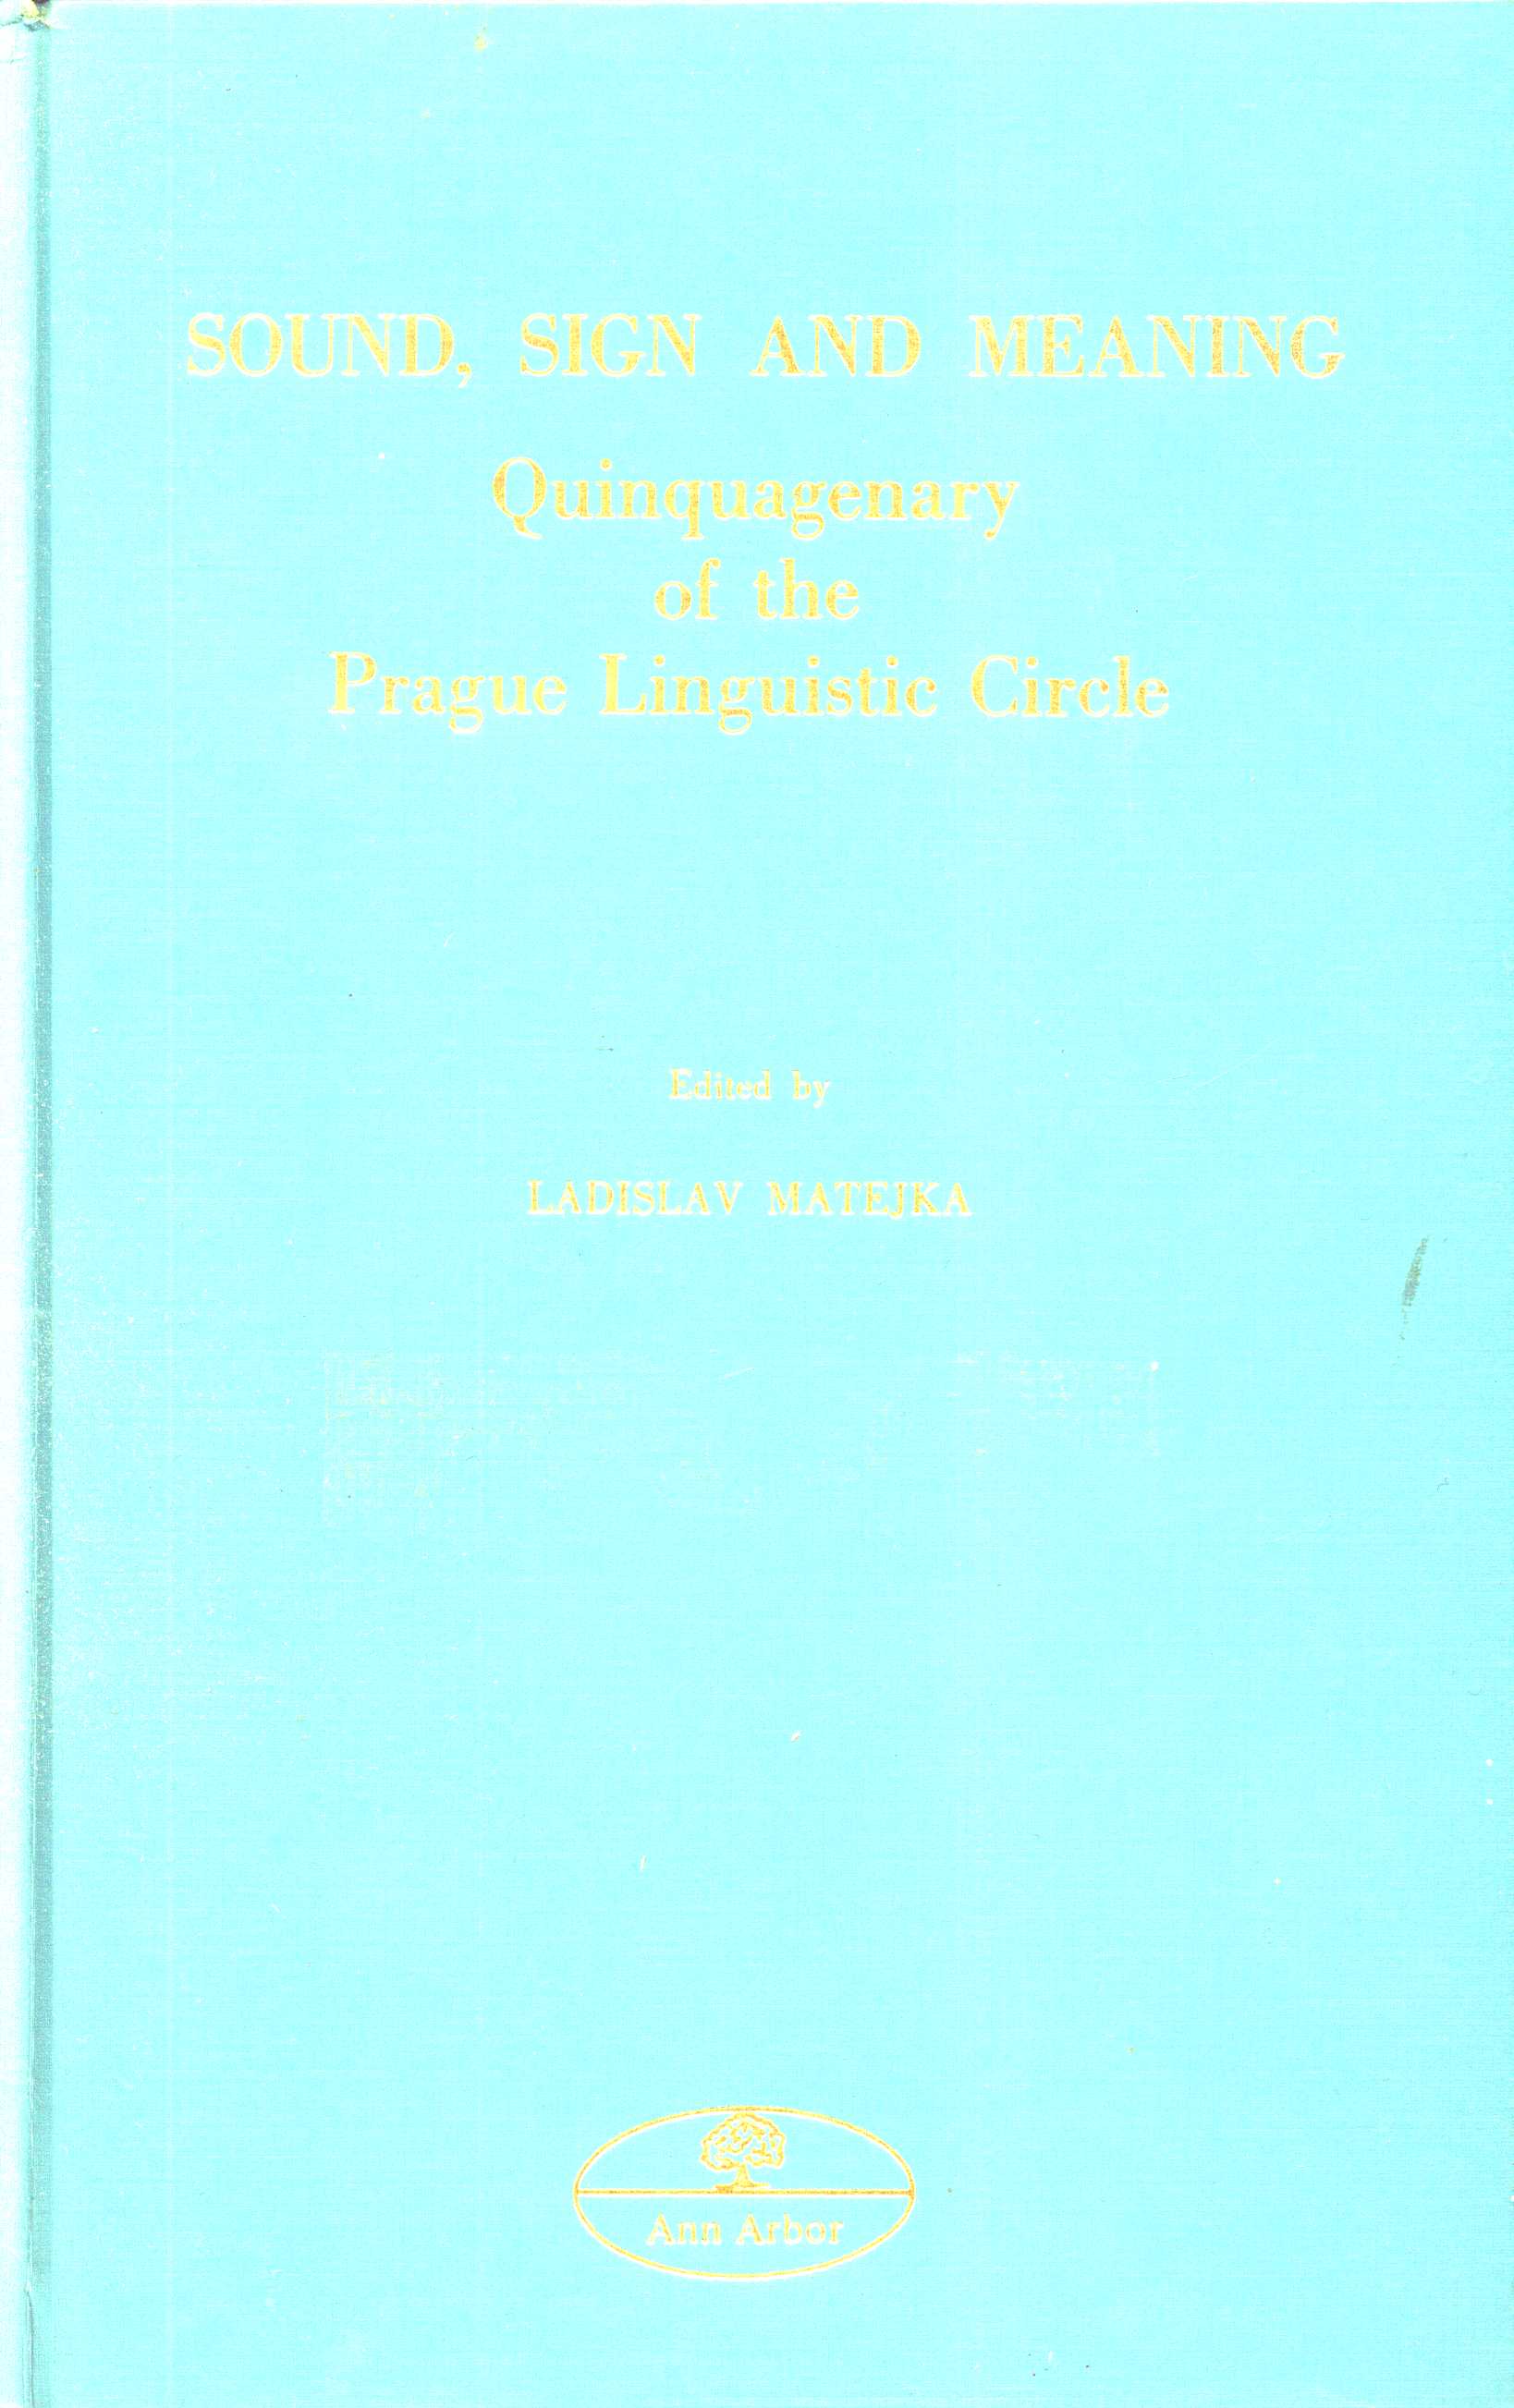 SOUND, SIGN AND MEANING
Quinquagenary
of the
Prague Linguistic Circle
Edited by
LADISLAV MATEJKA
Ann Arbor